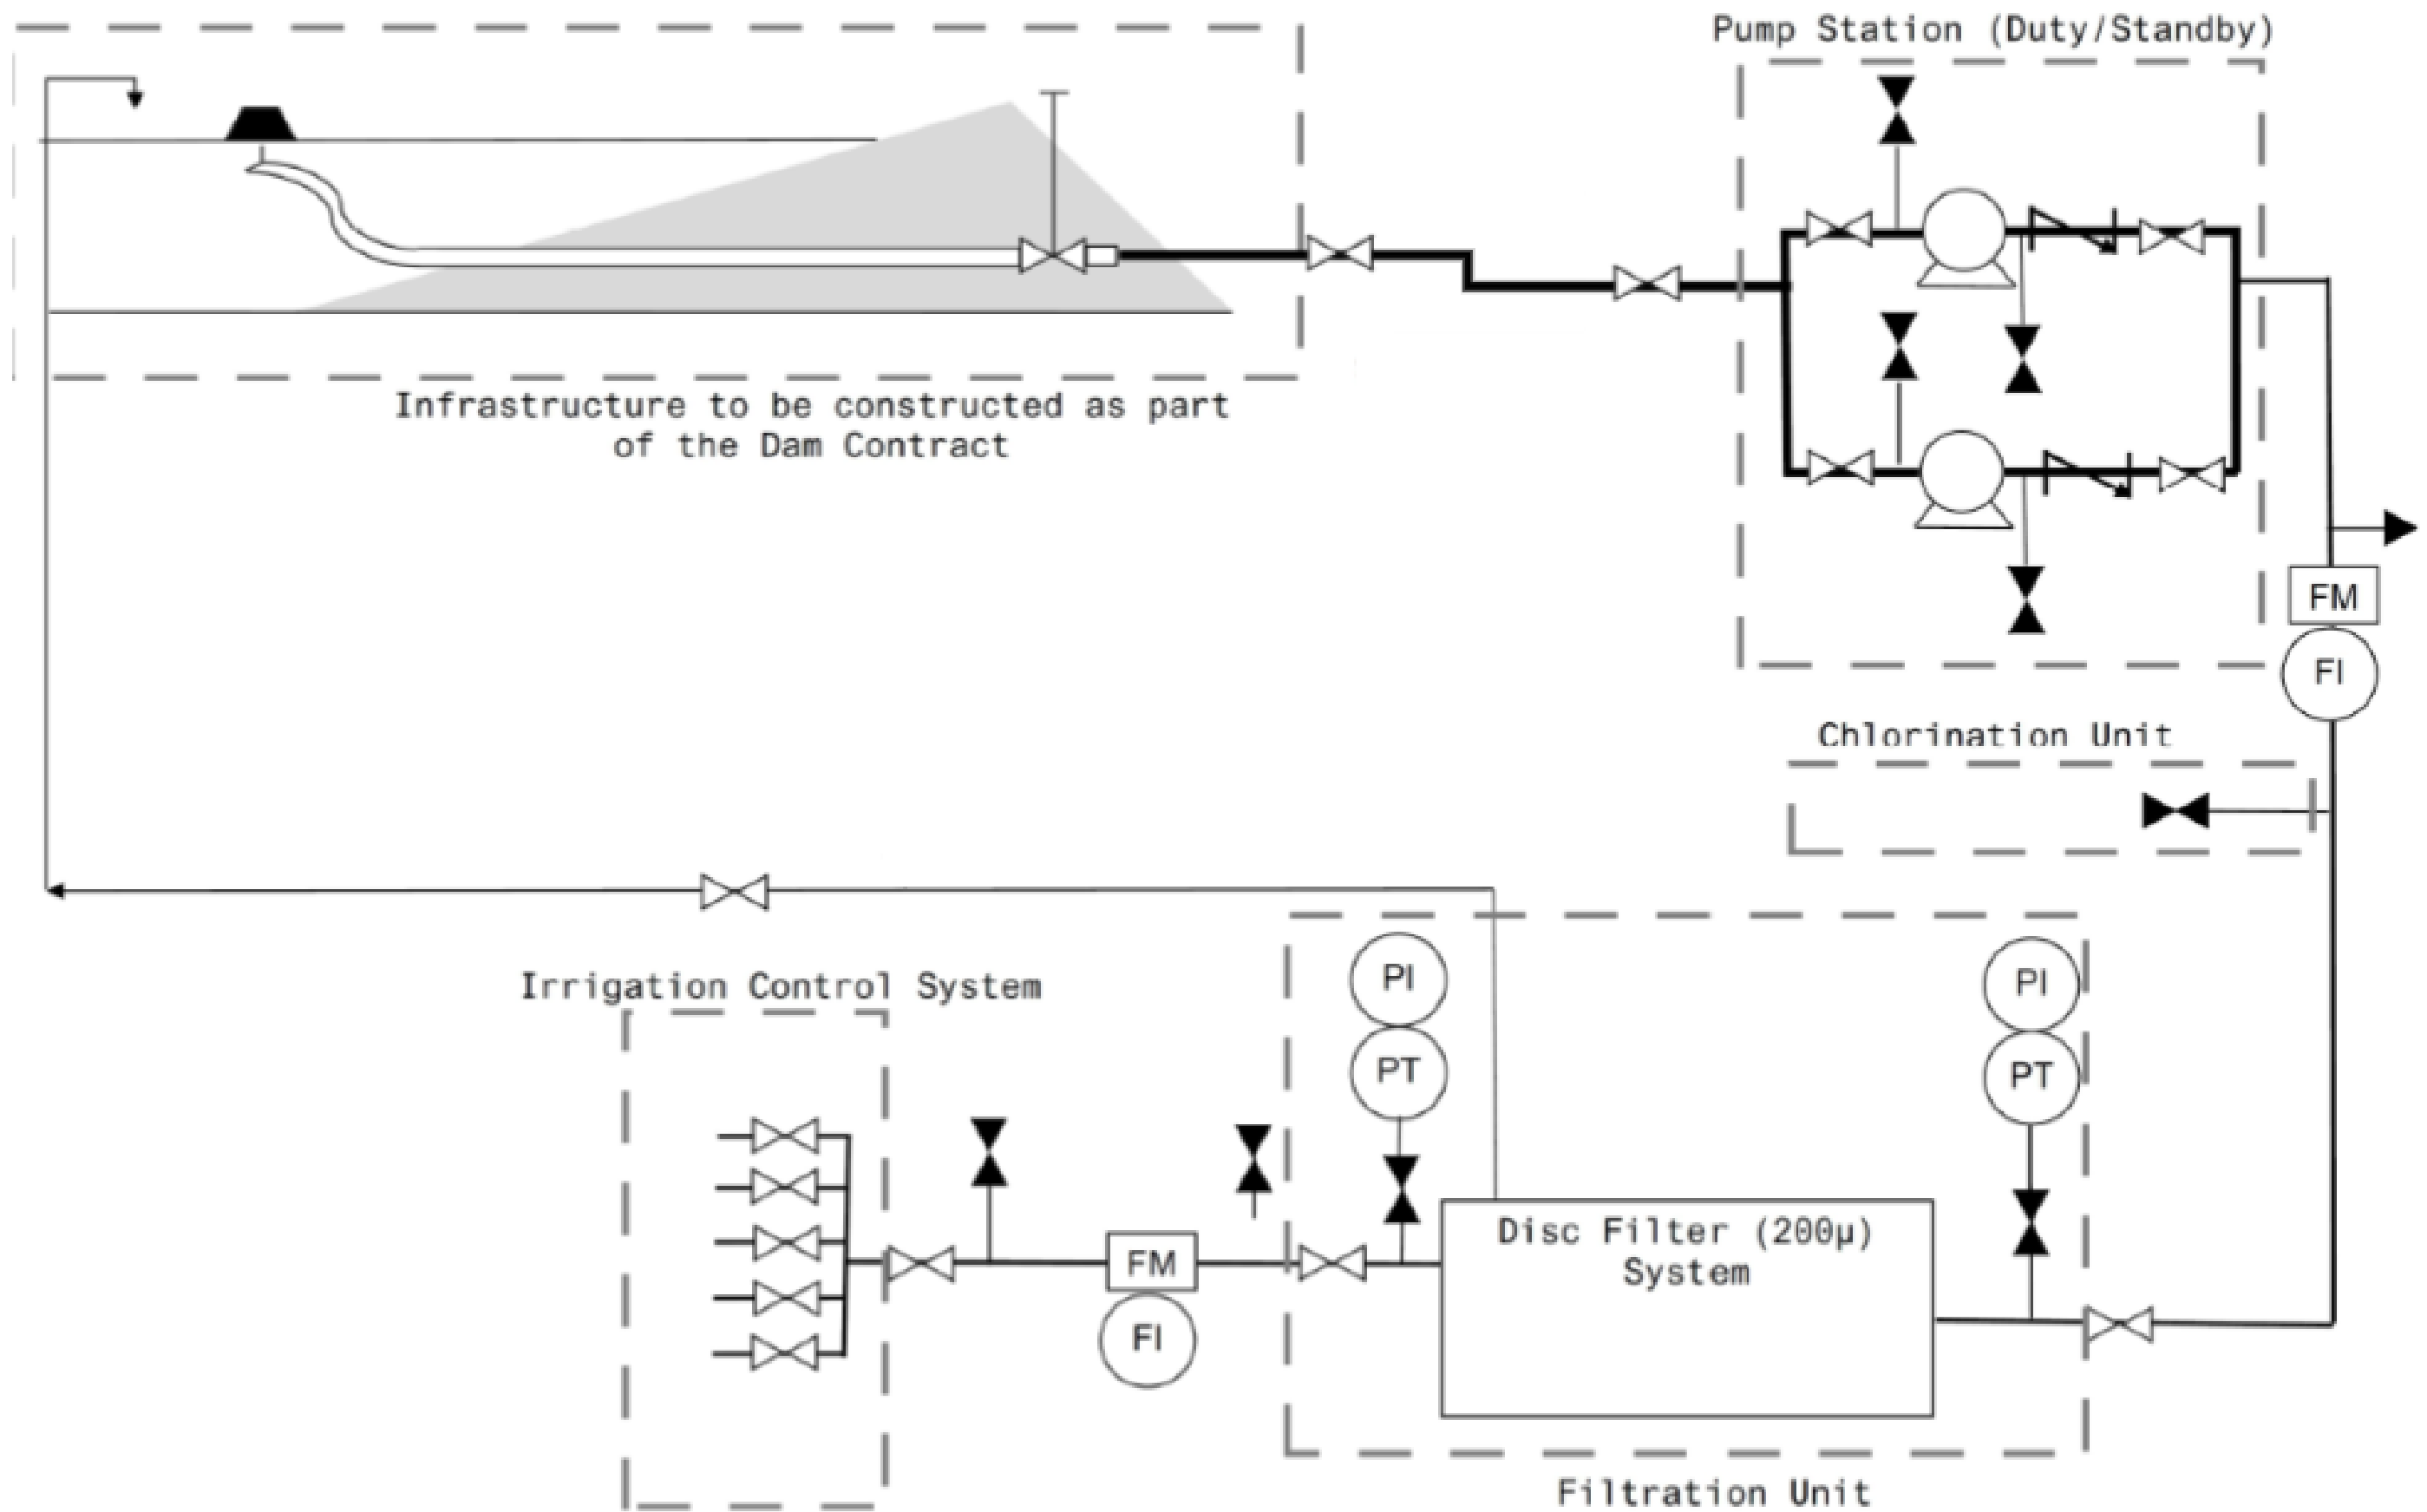 Pump Station (Duty/Standby)
Infrastructure to be constructed as part
of the Dam Contract
FM
FI
Chlorination Unit
Irrigation Control System
PI
PT
PI
PT
Disc Filter (200µ)
System
FM
FI
Filtration Unit